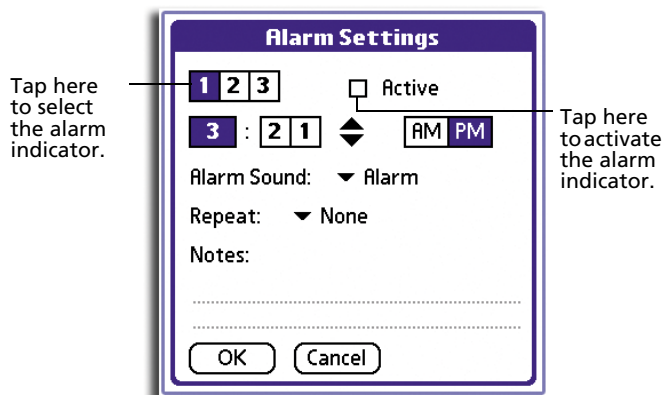 Alarm Settings
Tap here
to select
the alarm
indicator.
1 2 3
Active
Tap here
to activate
the alarm
indicator.
3 : 2 1
AM PM
Alarm Sound: Alarm
Repeat: None
Notes:
OK
Cancel